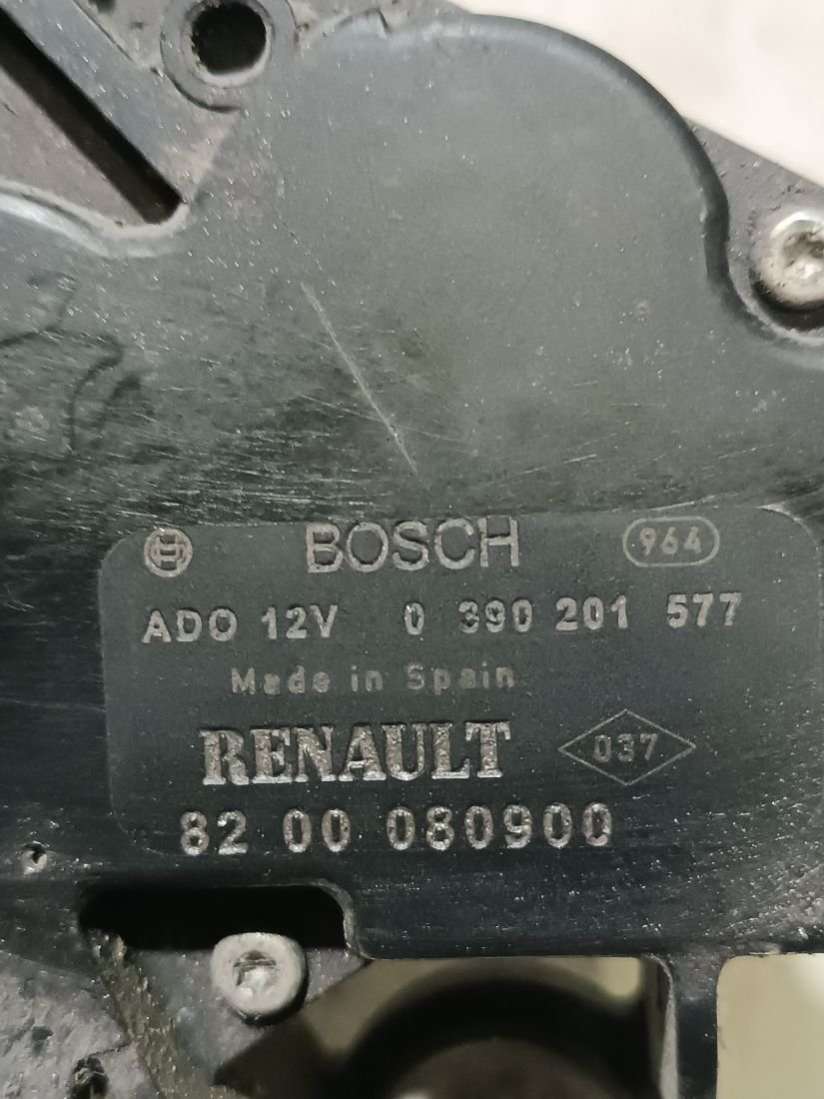 BOSCH 964
ADO 12V 0 390 201 577
Made in Spain
RENAULT 037
82 00 080900